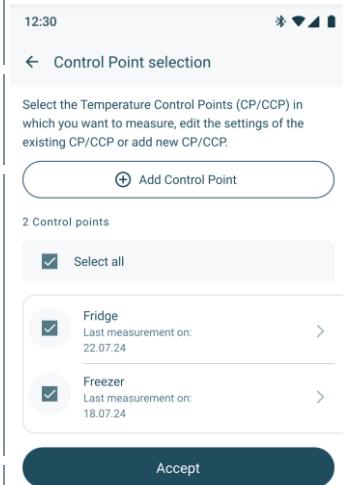 12:30
Control Point selection
Select the Temperature Control Points (CP/CCP) in
which you want to measure, edit the settings of the
existing CP/CCP or add new CP/CCP.
Add Control Point
2 Control points
Select all
Fridge
Last measurement on:
22.07.24
Freezer
Last measurement on:
18.07.24
Accept